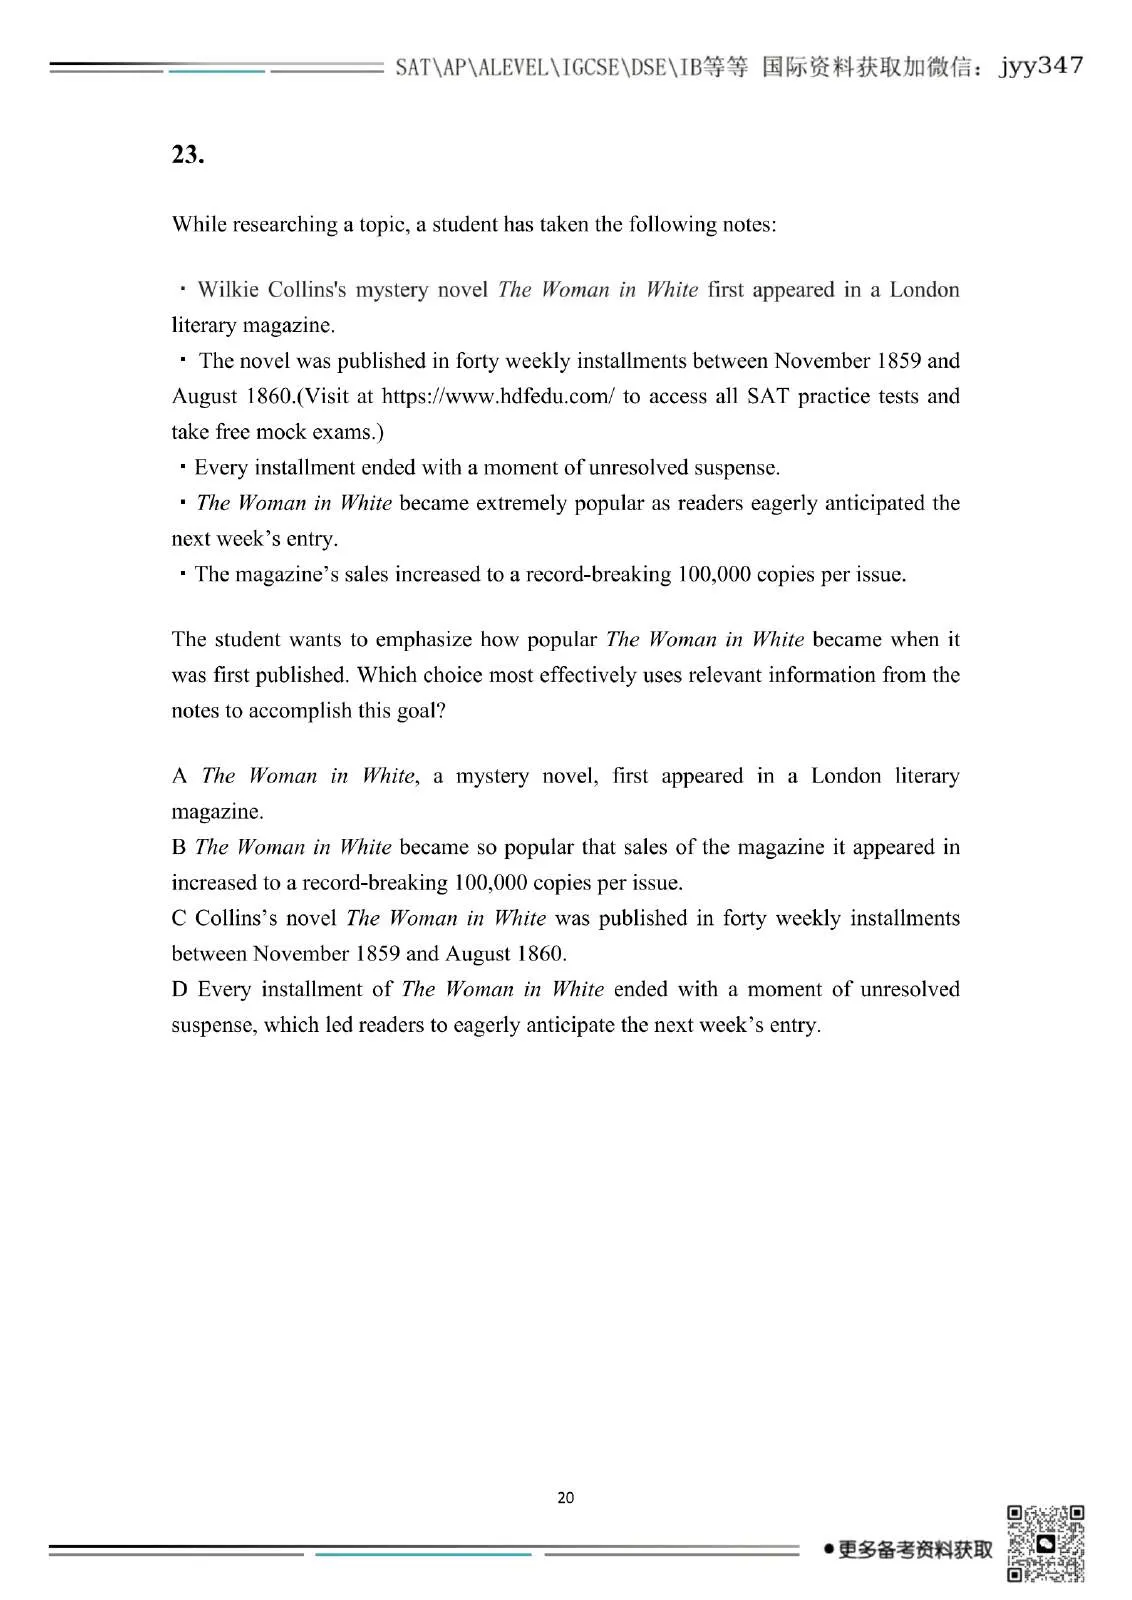 SAT\AP\ALEVEL\IGCSE\DSE\IB等等 国际资料获取加微信：jyy347
23.
While researching a topic, a student has taken the following notes:
· Wilkie Collins's mystery novel The Woman in White first appeared in a London
literary magazine.
· The novel was published in forty weekly installments between November 1859 and
August 1860.(Visit at https://www.hdfedu.com/ to access all SAT practice tests and
take free mock exams.)
· Every installment ended with a moment of unresolved suspense.
· The Woman in White became extremely popular as readers eagerly anticipated the
next week’s entry.
· The magazine’s sales increased to a record-breaking 100,000 copies per issue.
The student wants to emphasize how popular The Woman in White became when it
was first published. Which choice most effectively uses relevant information from the
notes to accomplish this goal?
A The Woman in White, a mystery novel, first appeared in a London literary
magazine.
B The Woman in White became so popular that sales of the magazine it appeared in
increased to a record-breaking 100,000 copies per issue.
C Collins’s novel The Woman in White was published in forty weekly installments
between November 1859 and August 1860.
D Every installment of The Woman in White ended with a moment of unresolved
suspense, which led readers to eagerly anticipate the next week’s entry.
20
●更多备考资料获取